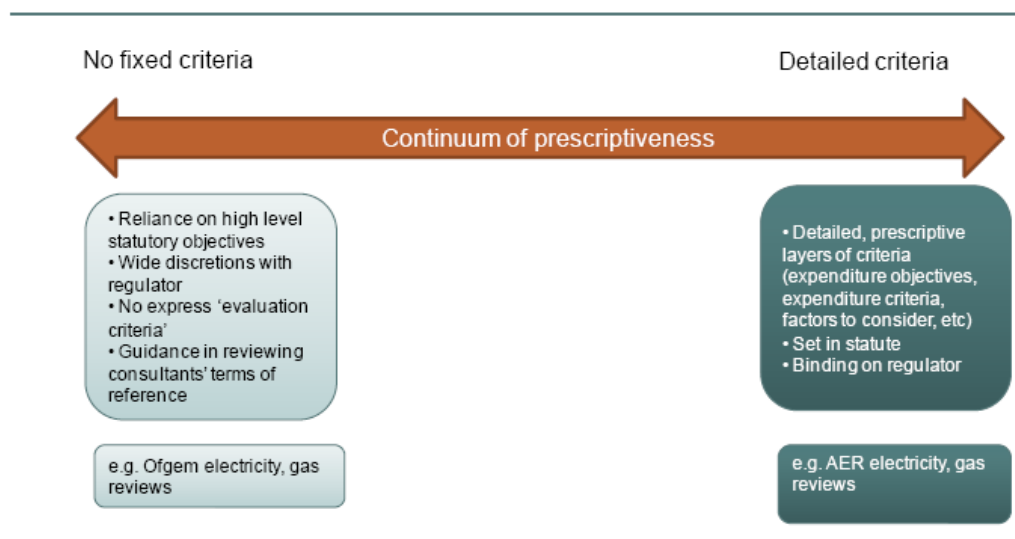 No fixed criteria
Detailed criteria
Continuum of prescriptiveness
• Reliance on high level
statutory objectives
• Wide discretions with
regulator
• No express ‘evaluation
criteria’
• Guidance in reviewing
consultants’ terms of
reference
• Detailed, prescriptive
layers of criteria
(expenditure objectives,
expenditure criteria,
factors to consider, etc)
• Set in statute
• Binding on regulator
e.g. Ofgem electricity, gas
reviews
e.g. AER electricity, gas
reviews